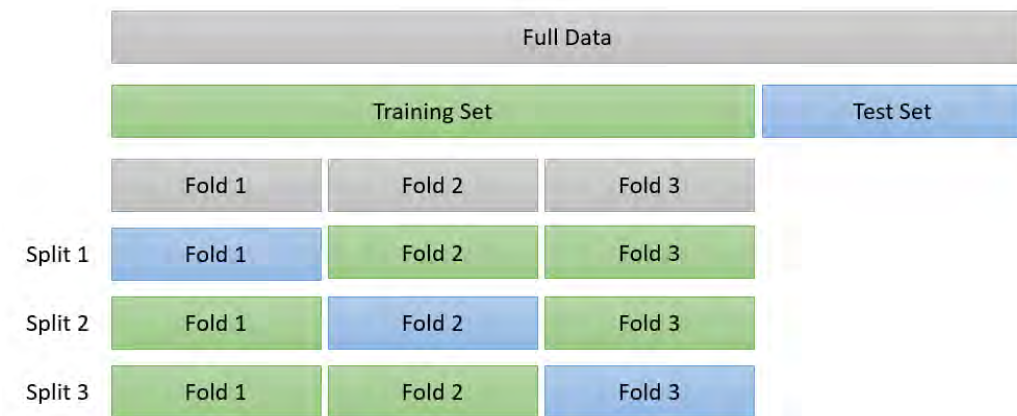 Full Data
Training Set Test Set
Fold 1 Fold 2 Fold 3
Split 1 Fold 1 Fold 2 Fold 3
Split 2 Fold 1 Fold 2 Fold 3
Split 3 Fold 1 Fold 2 Fold 3